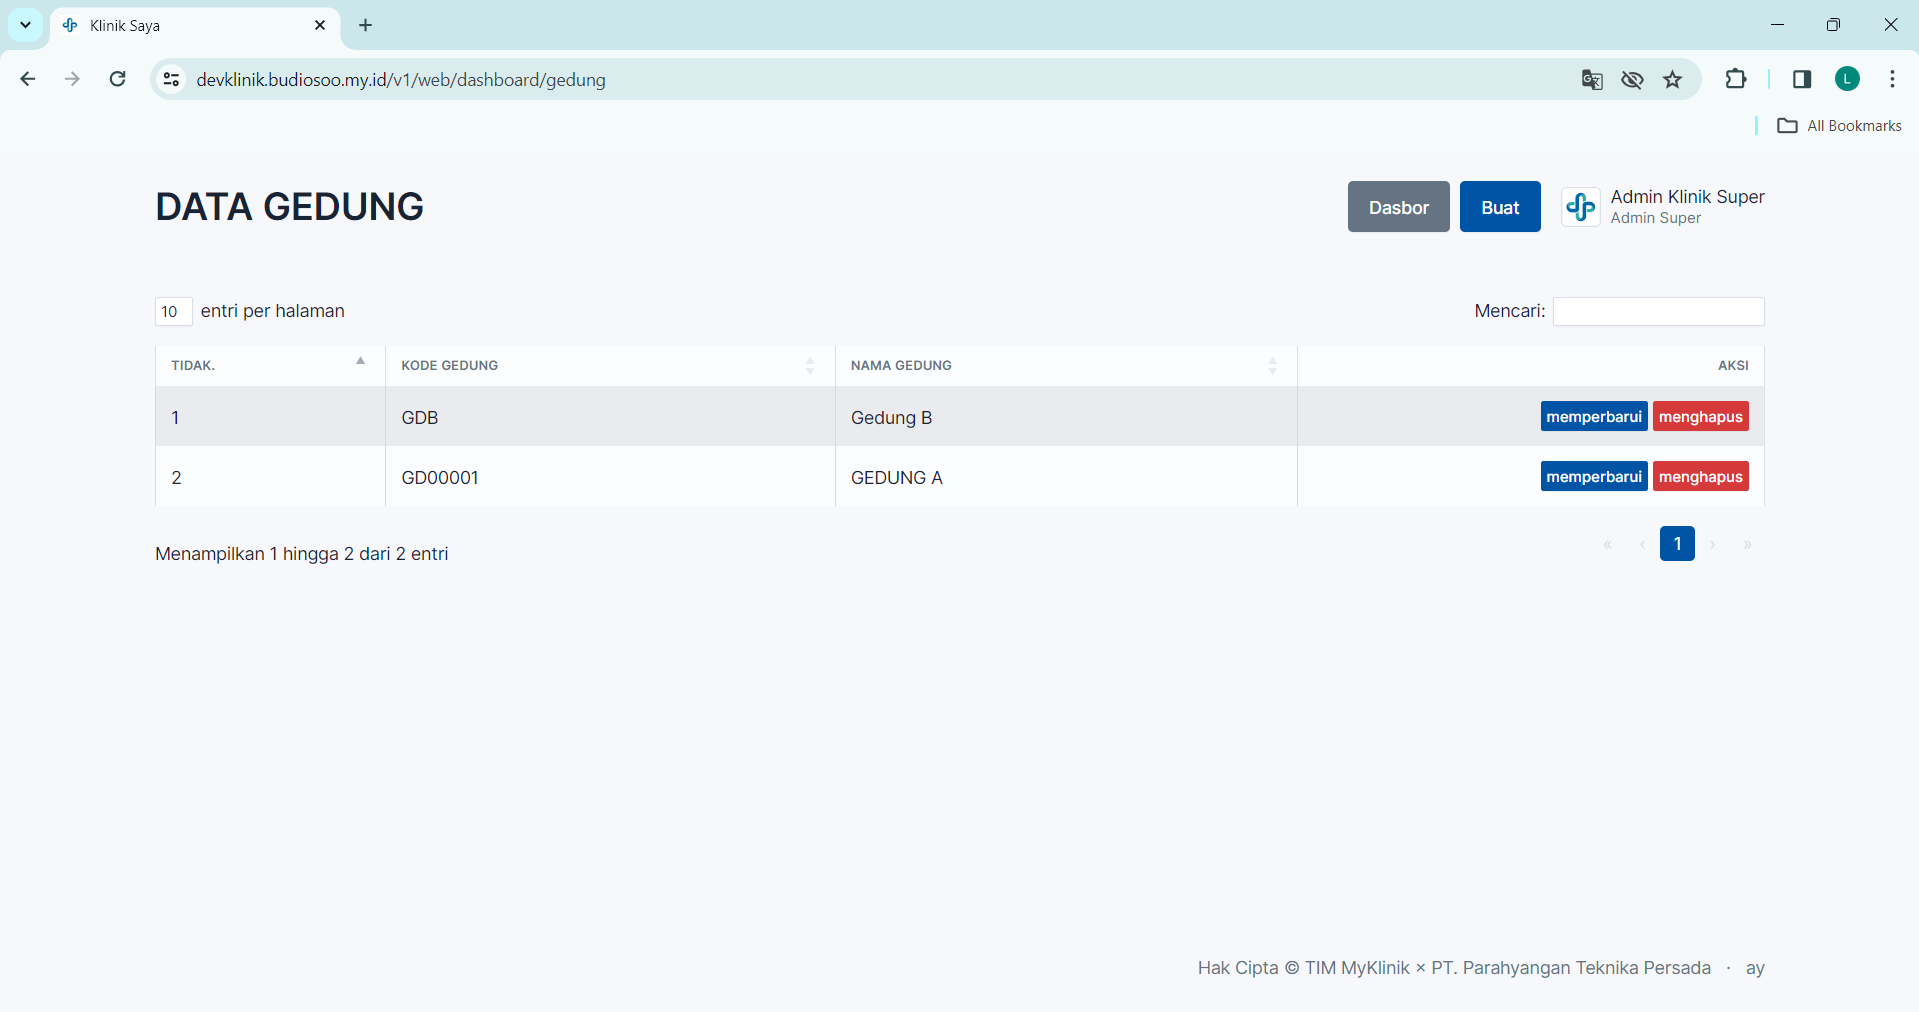 Klinik Saya
devklinik.budiosoo.my.id/v1/web/dashboard/gedung
L
All Bookmarks
DATA GEDUNG
Dasbor
Buat
Admin Klinik Super
Admin Super
10 entri per halaman
Mencari:
TIDAK. KODE GEDUNG NAMA GEDUNG AKSI
1 GDB Gedung B memperbarui menghapus
2 GD00001 GEDUNG A memperbarui menghapus
Menampilkan 1 hingga 2 dari 2 entri
« ‹ 1 › »
Hak Cipta © TIM MyKlinik × PT. Parahyangan Teknika Persada · ay